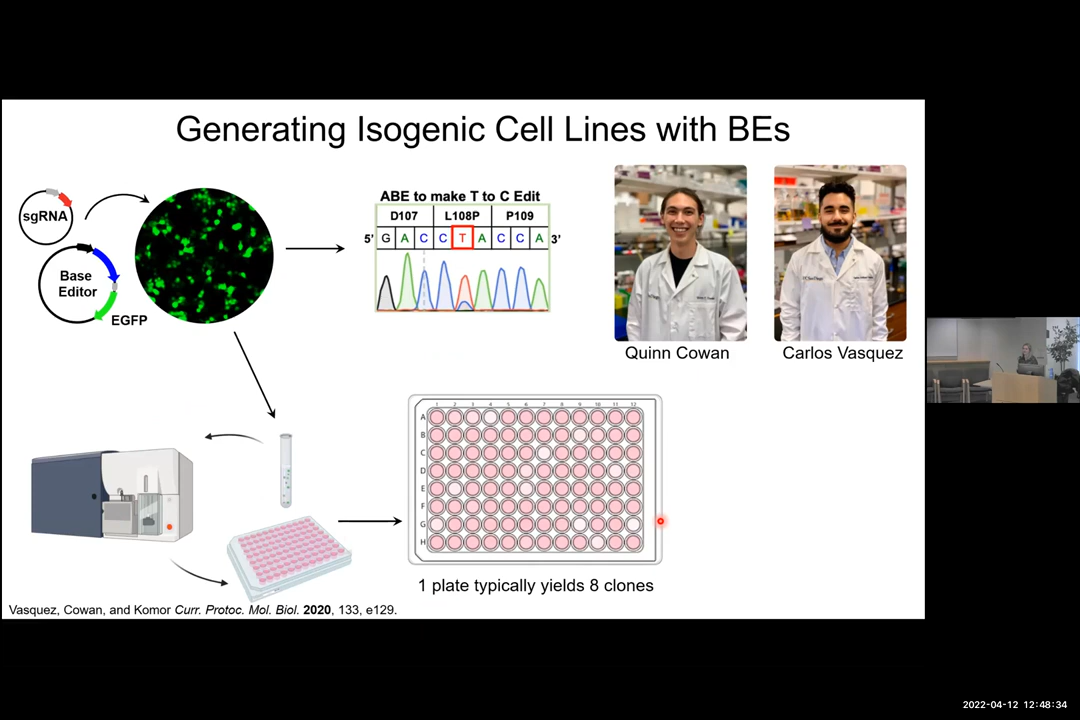 Generating Isogenic Cell Lines with BEs
sgRNA
Base
Editor
EGFP
ABE to make T to C Edit
D107 L108P P109
5' G A C C T A C C A 3'
Quinn Cowan
Carlos Vasquez
1 2 3 4 5 6 7 8 9 10 11 12
A
B
C
D
E
F
G
H
1 plate typically yields 8 clones
Vasquez, Cowan, and Komor Curr. Protoc. Mol. Biol. 2020, 133, e129.
2022-04-12 12:48:34